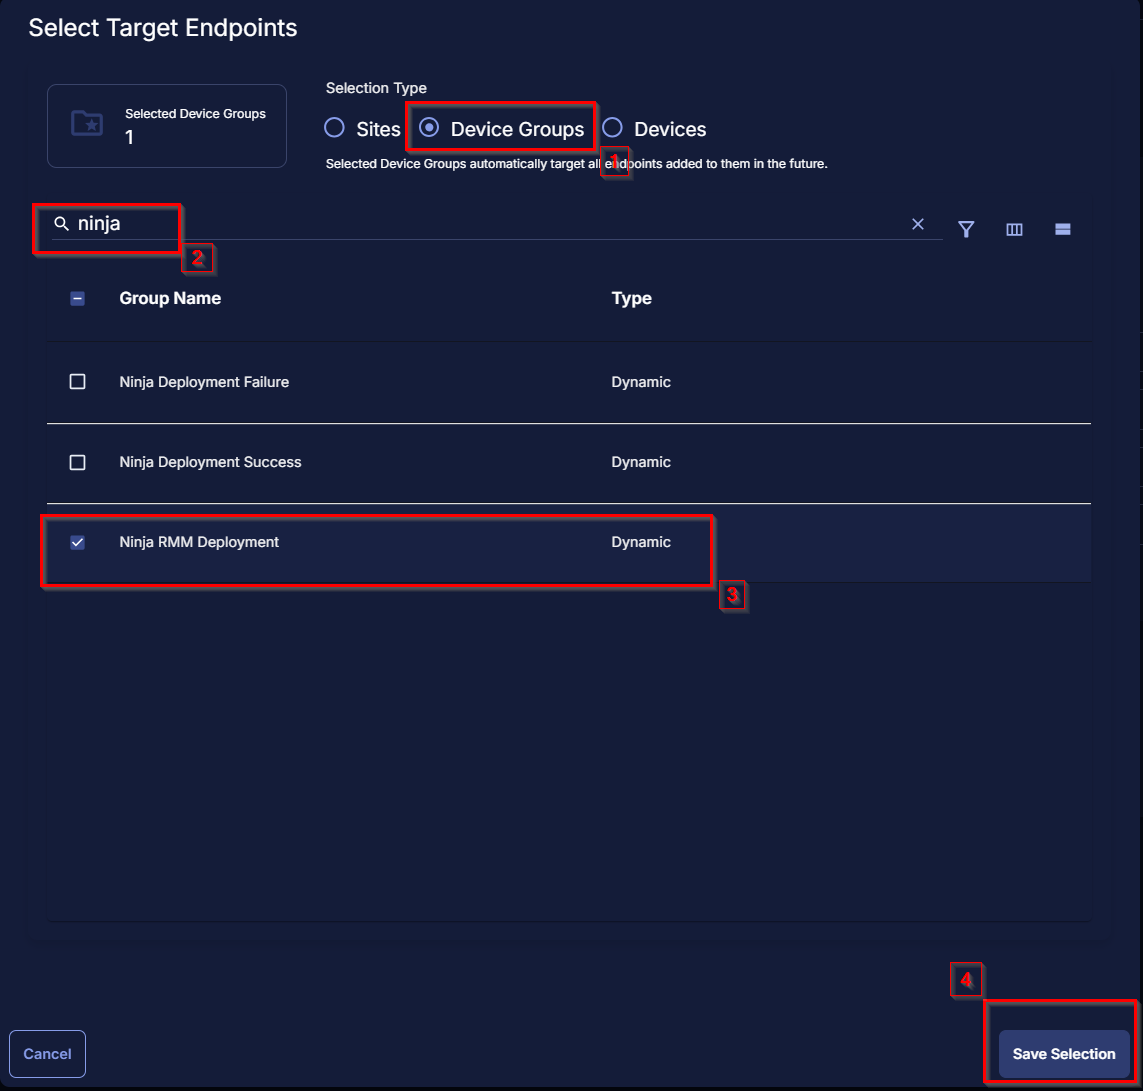 Select Target Endpoints
Selected Device Groups
1
Selection Type
Sites
Device Groups
Devices
1
Selected Device Groups automatically target all endpoints added to them in the future.
ninja
2
Group Name Type
Ninja Deployment Failure Dynamic
Ninja Deployment Success Dynamic
Ninja RMM Deployment Dynamic
3
4
Cancel
Save Selection